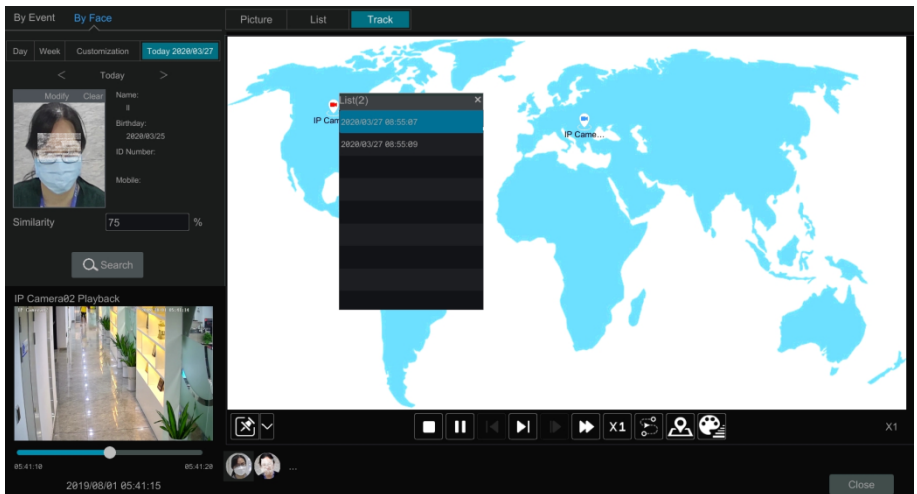 By Event By Face
Picture List Track
Day Week Customization Today 2020/03/27
< Today >
Modify Clear
Name:
ll
Birthday:
2020/03/25
ID Number:
Mobile:
Similarity 75 %
Search
List(2) ×
IP Cam
2020/03/27 08:55:07
2020/03/27 08:55:09
IP Came...
IP Camera02 Playback
05:41:10 05:41:20
2019/08/01 05:41:15
X1
X1
...
Close